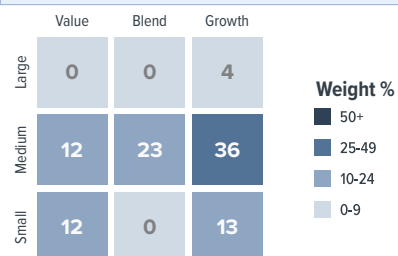 Value Blend Growth
Large 0 0 4
Medium 12 23 36
Small 12 0 13
Weight %
50+
25-49
10-24
0-9